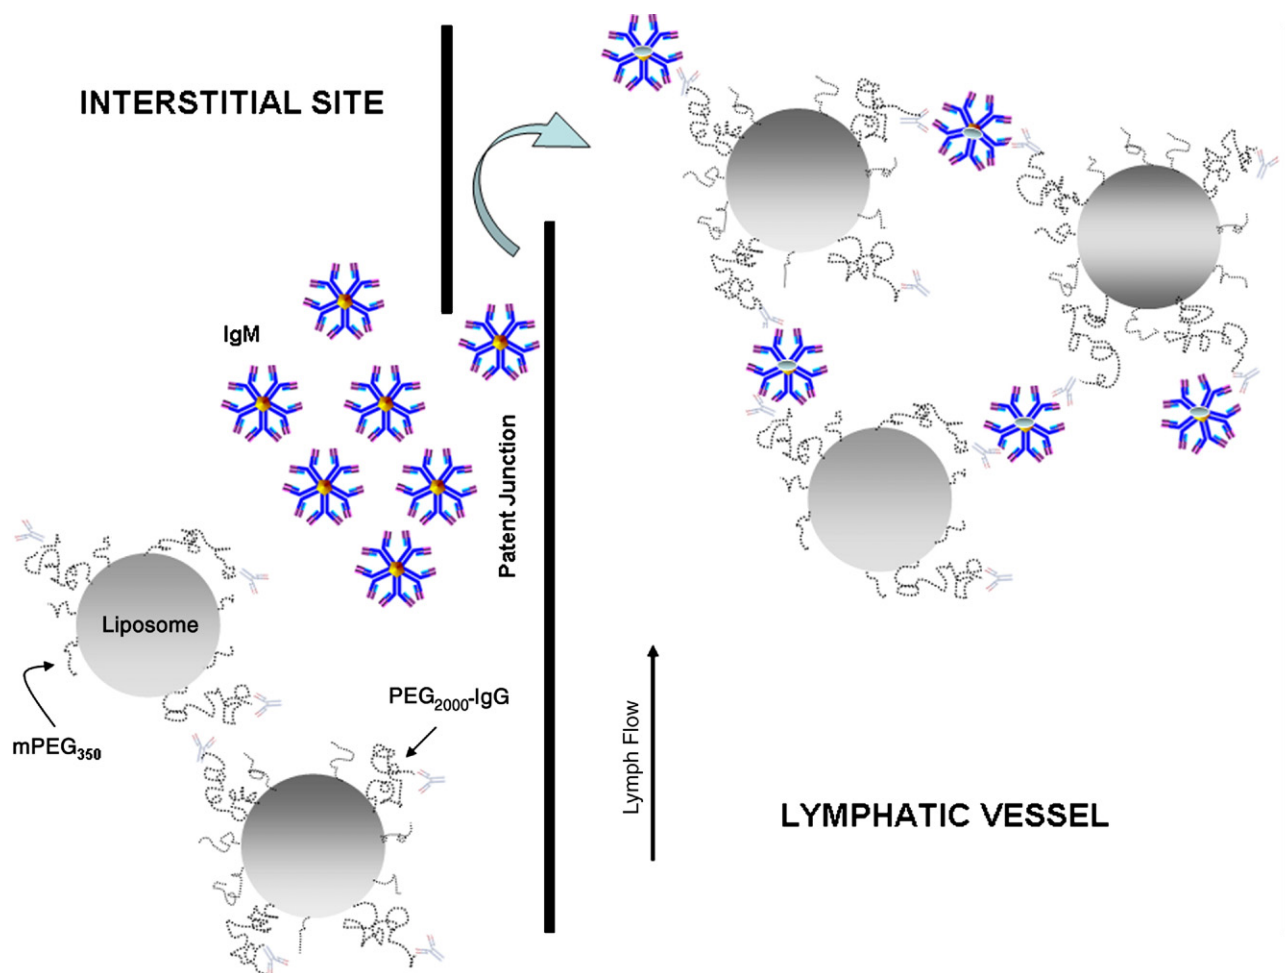 INTERSTITIAL SITE
IgM
Patent Junction
Liposome
PEG2000-IgG
mPEG350
Lymph Flow
LYMPHATIC VESSEL